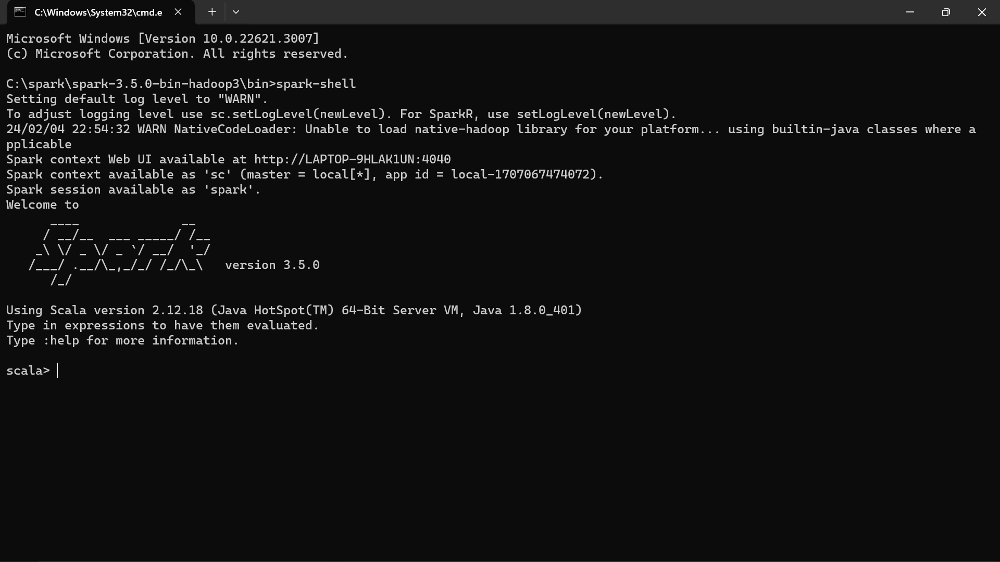 C:\Windows\System32\cmd.e
Microsoft Windows [Version 10.0.22621.3007]
(c) Microsoft Corporation. All rights reserved.
C:\spark\spark-3.5.0-bin-hadoop3\bin>spark-shell
Setting default log level to "WARN".
To adjust logging level use sc.setLogLevel(newLevel). For SparkR, use setLogLevel(newLevel).
24/02/04 22:54:32 WARN NativeCodeLoader: Unable to load native-hadoop library for your platform... using builtin-java classes where a
pplicable
Spark context Web UI available at http://LAPTOP-9HLAK1UN:4040
Spark context available as 'sc' (master = local[*], app id = local-1707067474072).
Spark session available as 'spark'.
Welcome to
      ____              __
     / __/__  ___ _____/ /__
    _\ \/ _ \/ _ `/ __/  '_/
   /___/ .__/\_,_/_/ /_/\_\   version 3.5.0
      /_/
Using Scala version 2.12.18 (Java HotSpot(TM) 64-Bit Server VM, Java 1.8.0_401)
Type in expressions to have them evaluated.
Type :help for more information.
scala>